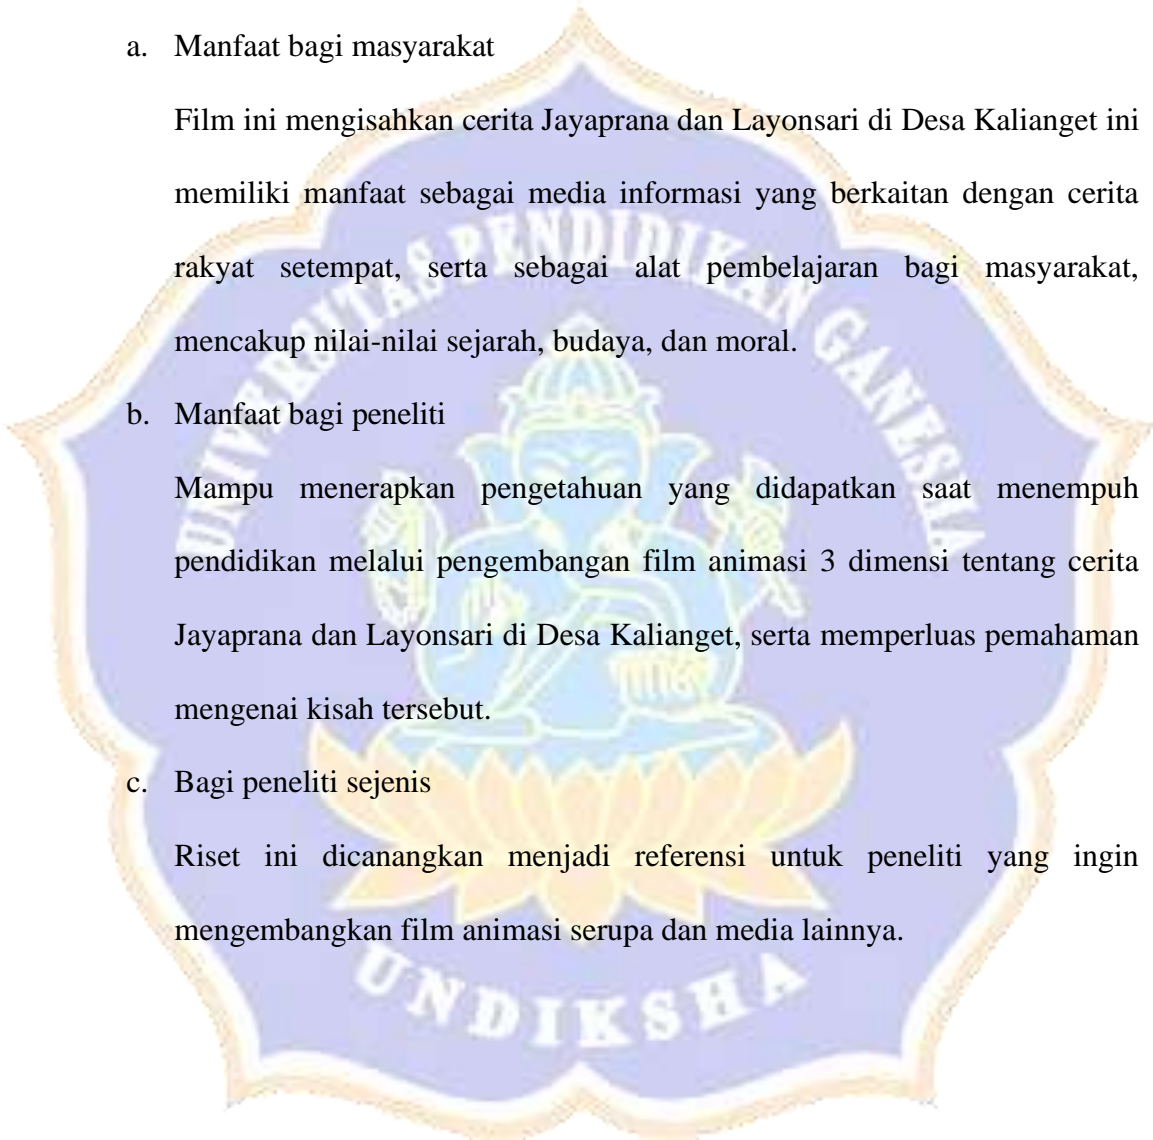 a. Manfaat bagi masyarakat
Film ini mengisahkan cerita Jayaprana dan Layonsari di Desa Kalianget ini
memiliki manfaat sebagai media informasi yang berkaitan dengan cerita
rakyat setempat, serta sebagai alat pembelajaran bagi masyarakat,
mencakup nilai-nilai sejarah, budaya, dan moral.
b. Manfaat bagi peneliti
Mampu menerapkan pengetahuan yang didapatkan saat menempuh
pendidikan melalui pengembangan film animasi 3 dimensi tentang cerita
Jayaprana dan Layonsari di Desa Kalianget, serta memperluas pemahaman
mengenai kisah tersebut.
c. Bagi peneliti sejenis
Riset ini dicanangkan menjadi referensi untuk peneliti yang ingin
mengembangkan film animasi serupa dan media lainnya.
UNIVERSITAS PENDIDIKAN GANESHA
UNDIKSHA